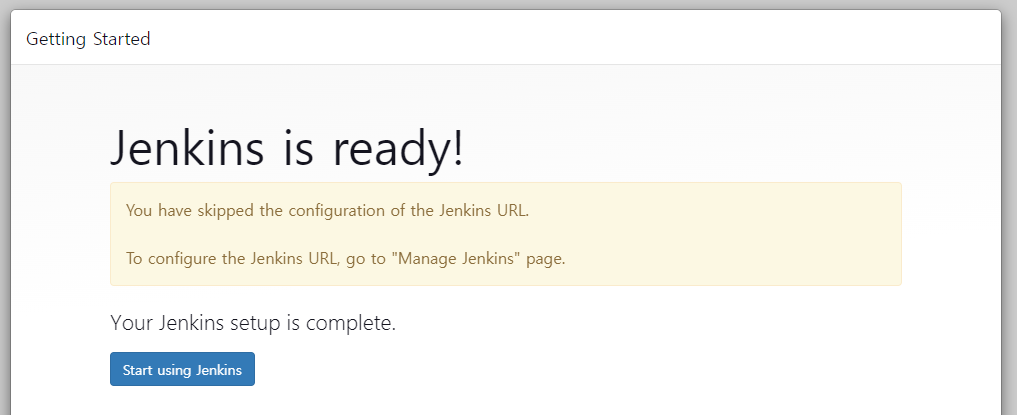 Getting Started
Jenkins is ready!
You have skipped the configuration of the Jenkins URL.
To configure the Jenkins URL, go to "Manage Jenkins" page.
Your Jenkins setup is complete.
Start using Jenkins